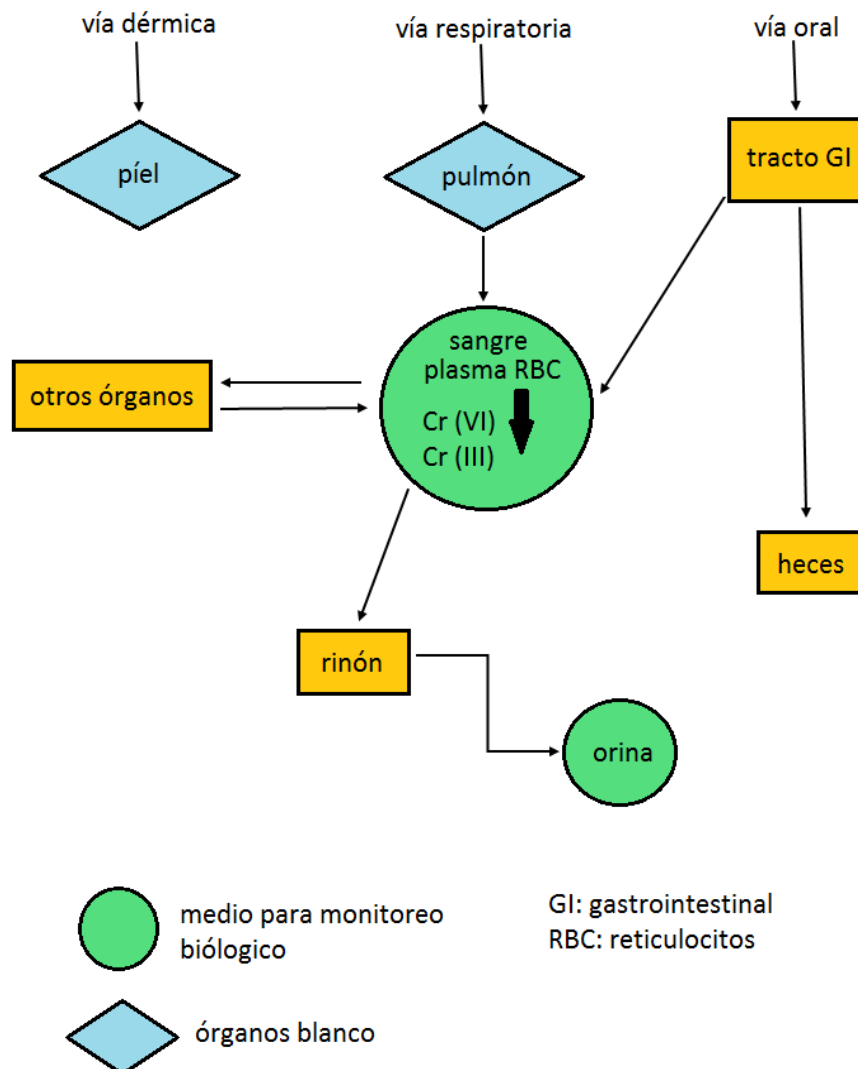 vía dérmica
vía respiratoria
vía oral
píel
pulmón
tracto GI
sangre
plasma RBC
Cr (VI)
Cr (III)
otros órganos
heces
rinón
orina
medio para monitoreo
biólogico
GI: gastrointestinal
RBC: reticulocitos
órganos blanco